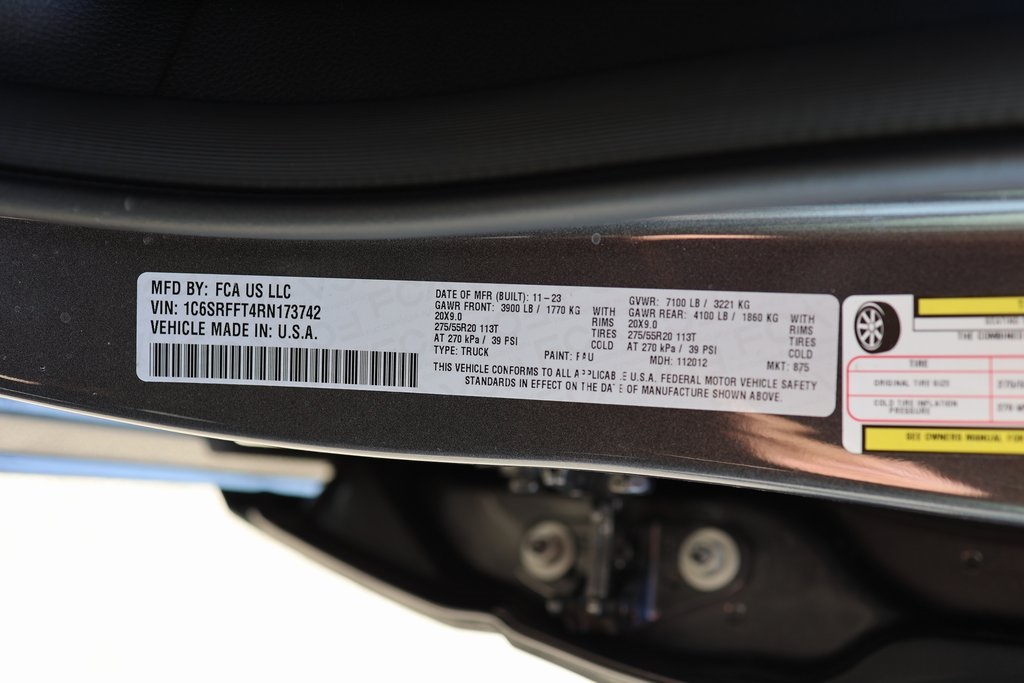 MFD BY: FCA US LLC
VIN: 1C6SRFFT4RN173742
VEHICLE MADE IN U.S.A.
DATE OF MFR (BUILT): 11-23
GAWR FRONT: 3900 LB / 1770 KG WITH
20X9.0 RIMS
275/55R20 113T TIRES
AT 270 kPa / 39 PSI COLD
TYPE: TRUCK PAINT: PAU
GVWR: 7100 LB / 3221 KG
GAWR REAR: 4100 LB / 1860 KG WITH
20X9.0 RIMS
275/55R20 113T TIRES
AT 270 kPa / 39 PSI COLD
MDH: 112012 MKT: 875
THIS VEHICLE CONFORMS TO ALL APPLICABLE U.S.A. FEDERAL MOTOR VEHICLE SAFETY
STANDARDS IN EFFECT ON THE DATE OF MANUFACTURE SHOWN ABOVE.
SEATING
THE COMBINED
TIRE
ORIGINAL TIRE SIZE
COLD TIRE INFLATION
PRESSURE
SEE OWNERS MANUAL FOR